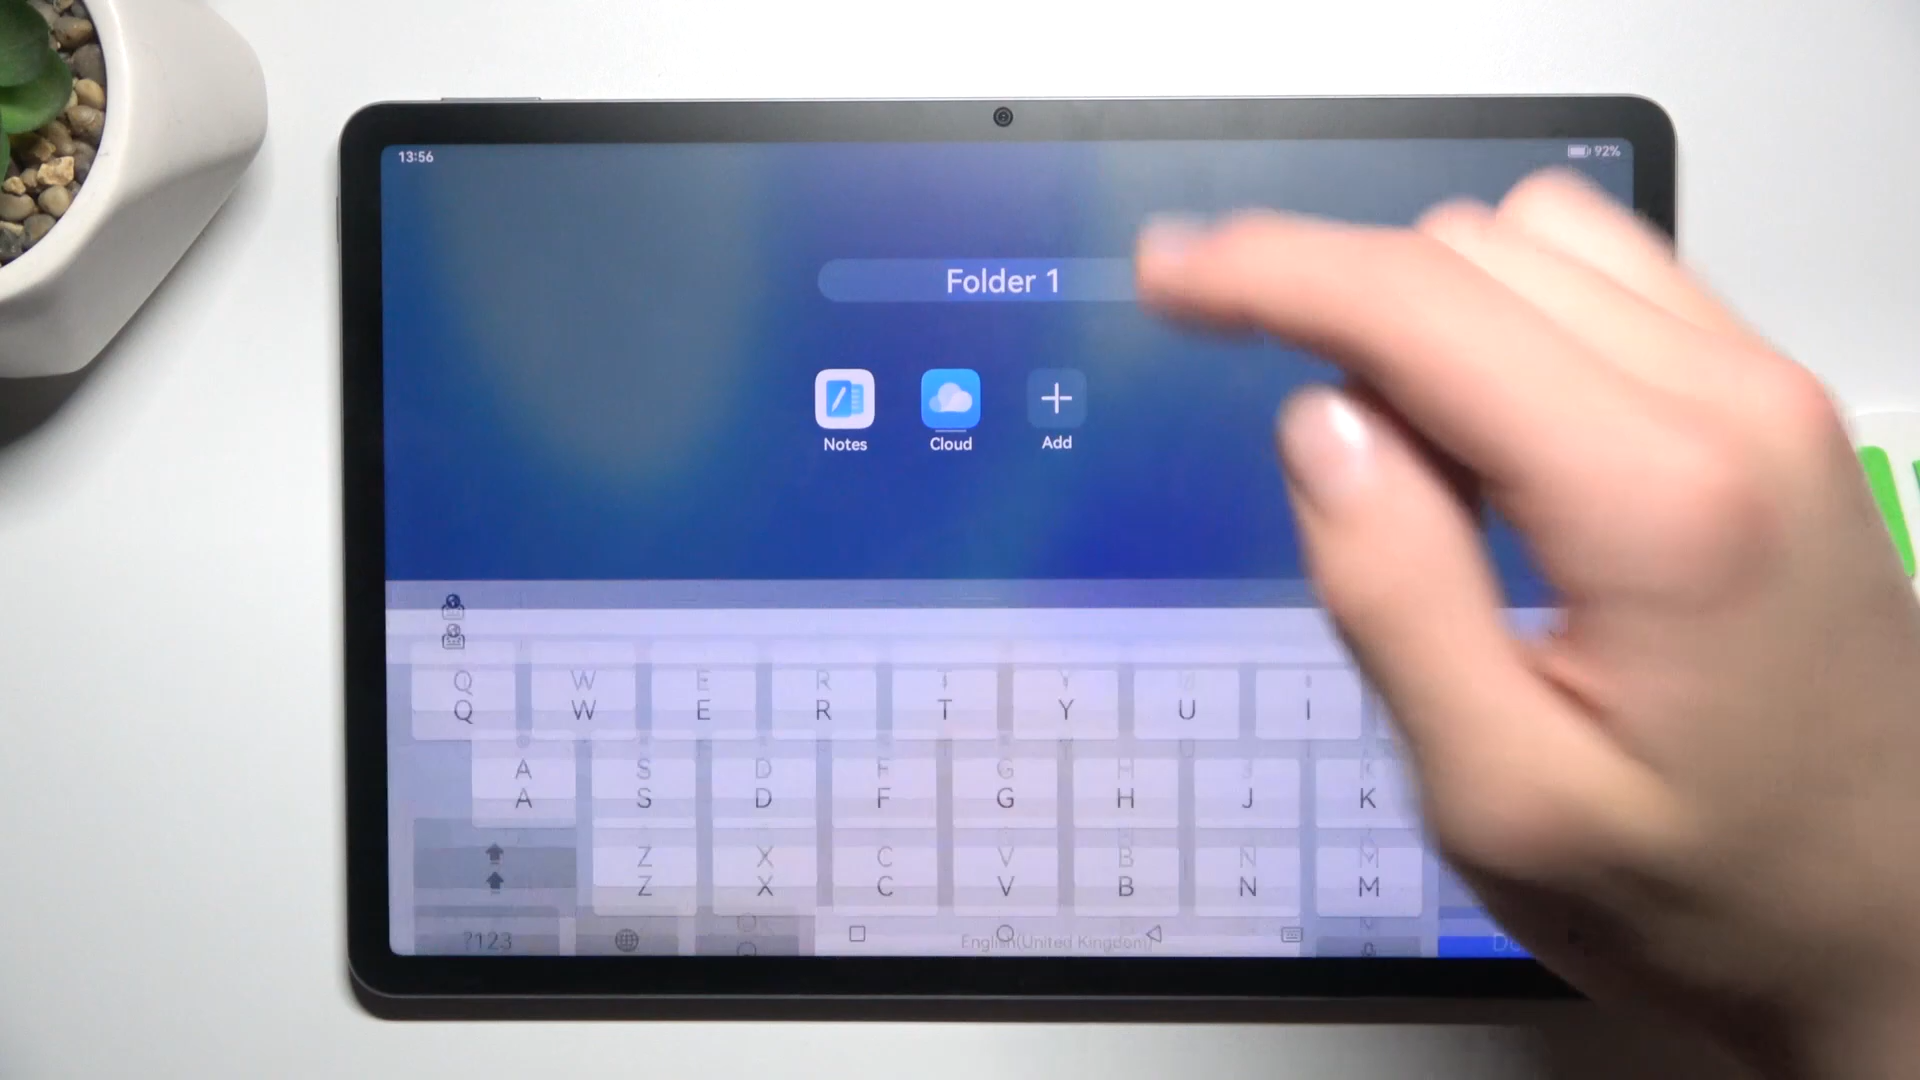 13:56 92%
Folder 1
Notes Cloud Add
Q W E R T Y U I
Q W E R T Y U I
A S D F G H J K
A S D F G H J K
Z X C V B N M
Z X C V B N M
?123 English(United Kingdom)